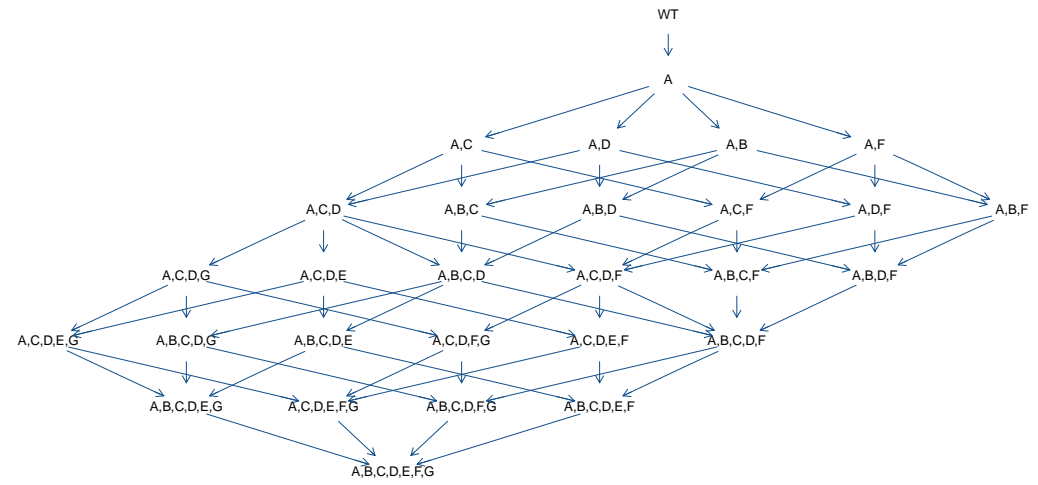 WT
A
A,C A,D A,B A,F
A,C,D A,B,C A,B,D A,C,F A,D,F A,B,F
A,C,D,G A,C,D,E A,B,C,D A,C,D,F A,B,C,F A,B,D,F
A,C,D,E,G A,B,C,D,G A,B,C,D,E A,C,D,F,G A,C,D,E,F A,B,C,D,F
A,B,C,D,E,G A,C,D,E,F,G A,B,C,D,F,G A,B,C,D,E,F
A,B,C,D,E,F,G